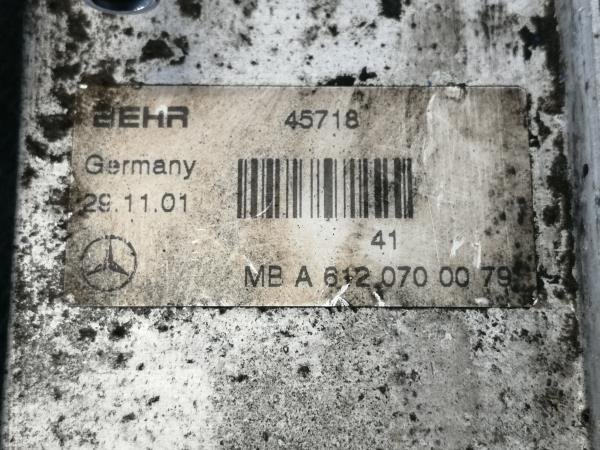 BEHR 45718
Germany
29.11.01
41
MB A 612 070 00 79